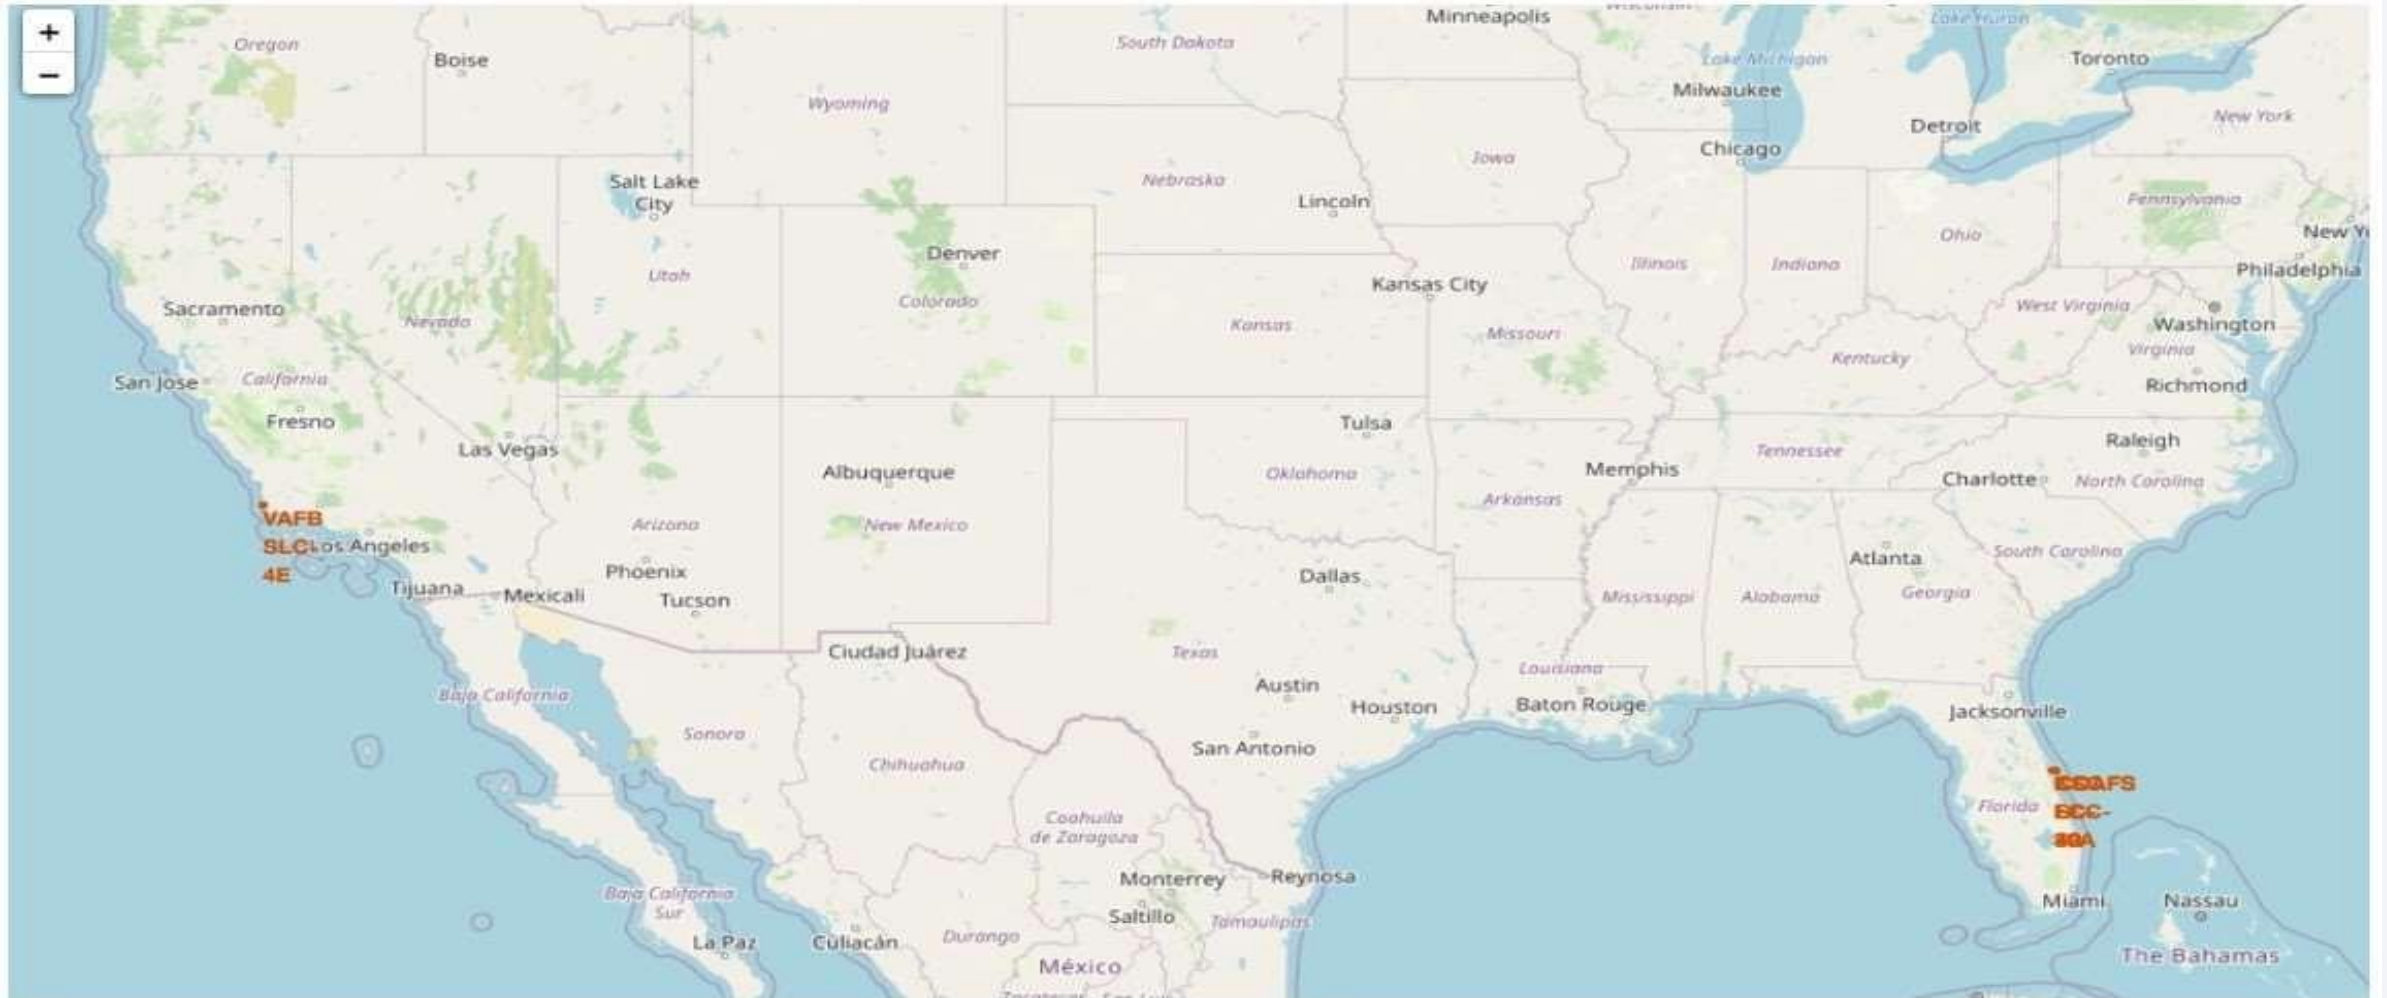 +
Minneapolis
Wisconsin
Lake Huron
Oregon
South Dakota
Boise
Lake Michigan
Toronto
Milwaukee
Wyoming
New York
Detroit
Chicago
Iowa
Salt Lake
City
Nebraska
Lincoln
Pennsylvania
New Y
Ohio
Denver
Utah
Illinois
Indiana
Philadelphia
Kansas City
Colorado
Sacramento
West Virginia
Nevada
Kansas
Missouri
Washington
Virginia
Kentucky
San Jose
California
Richmond
Fresno
Tulsa
Las Vegas
Raleigh
Tennessee
Albuquerque
Oklahoma
Memphis
Charlotte
North Carolina
Arkansas
VAFB
SLC-
4E
Los Angeles
Arizona
New Mexico
South Carolina
Atlanta
Phoenix
Dallas
Tijuana
Mexicali
Tucson
Mississippi
Alabama
Georgia
Ciudad Juárez
Texas
Louisiana
Austin
Baja California
Houston
Baton Rouge
Jacksonville
Sonora
San Antonio
Chihuahua
Florida
Coahuila
de Zaragoza
Monterrey
Reynosa
Baja California
Sur
Miami
Nassau
Saltillo
Tamaulipas
La Paz
Culiacán
Durango
The Bahamas
México